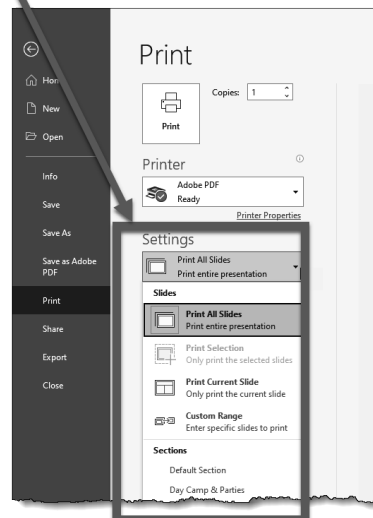 Print
Home
New
Open
Info
Save
Save As
Save as Adobe
PDF
Print
Share
Export
Close
Copies: 1
Print
Printer
Adobe PDF
Ready
Printer Properties
Settings
Print All Slides
Print entire presentation
Slides
Print All Slides
Print entire presentation
Print Selection
Only print the selected slides
Print Current Slide
Only print the current slide
Custom Range
Enter specific slides to print
Sections
Default Section
Day Camp & Parties